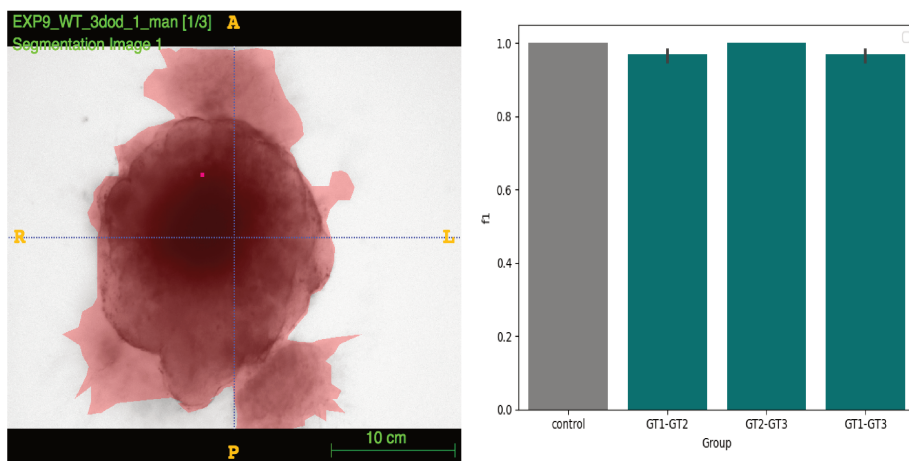 EXP9_WT_3dod_1_man [1/3]
A
Segmentation Image 1
R
L
P
10 cm
f1
1.0
0.8
0.6
0.4
0.2
0.0
control
GT1-GT2
GT2-GT3
GT1-GT3
Group